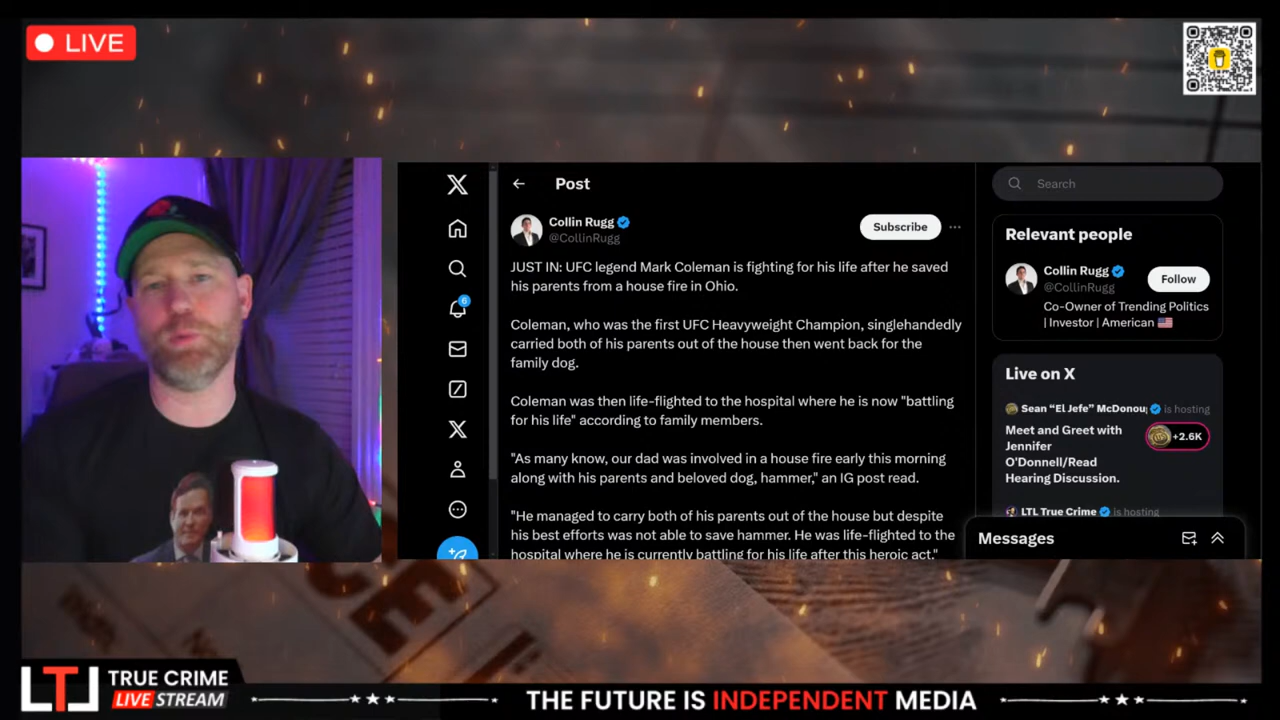 LIVE
Post
Collin Rugg
@CollinRugg
Subscribe
JUST IN: UFC legend Mark Coleman is fighting for his life after he saved
his parents from a house fire in Ohio.
Coleman, who was the first UFC Heavyweight Champion, singlehandedly
carried both of his parents out of the house then went back for the
family dog.
Coleman was then life-flighted to the hospital where he is now "battling
for his life" according to family members.
"As many know, our dad was involved in a house fire early this morning
along with his parents and beloved dog, hammer," an IG post read.
"He managed to carry both of his parents out of the house but despite
his best efforts was not able to save hammer. He was life-flighted to the
hospital where he is currently battling for his life after this heroic act."
6
Search
Relevant people
Collin Rugg
@CollinRugg
Follow
Co-Owner of Trending Politics
| Investor | American
Live on X
Sean "El Jefe" McDonou is hosting
Meet and Greet with
Jennifer
O'Donnell/Read
Hearing Discussion.
+2.6K
LTL True Crime is hosting
Messages
LTL
TRUE CRIME
LIVE STREAM
THE FUTURE IS INDEPENDENT MEDIA